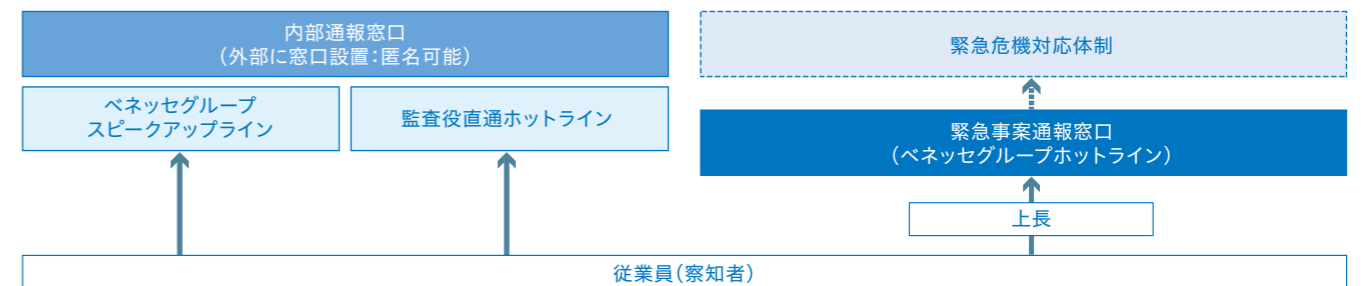 内部通報窓口
（外部に窓口設置：匿名可能）
ベネッセグループ
スピークアップライン
監査役直通ホットライン
緊急危機対応体制
緊急事案通報窓口
（ベネッセグループホットライン）
上長
従業員（察知者）